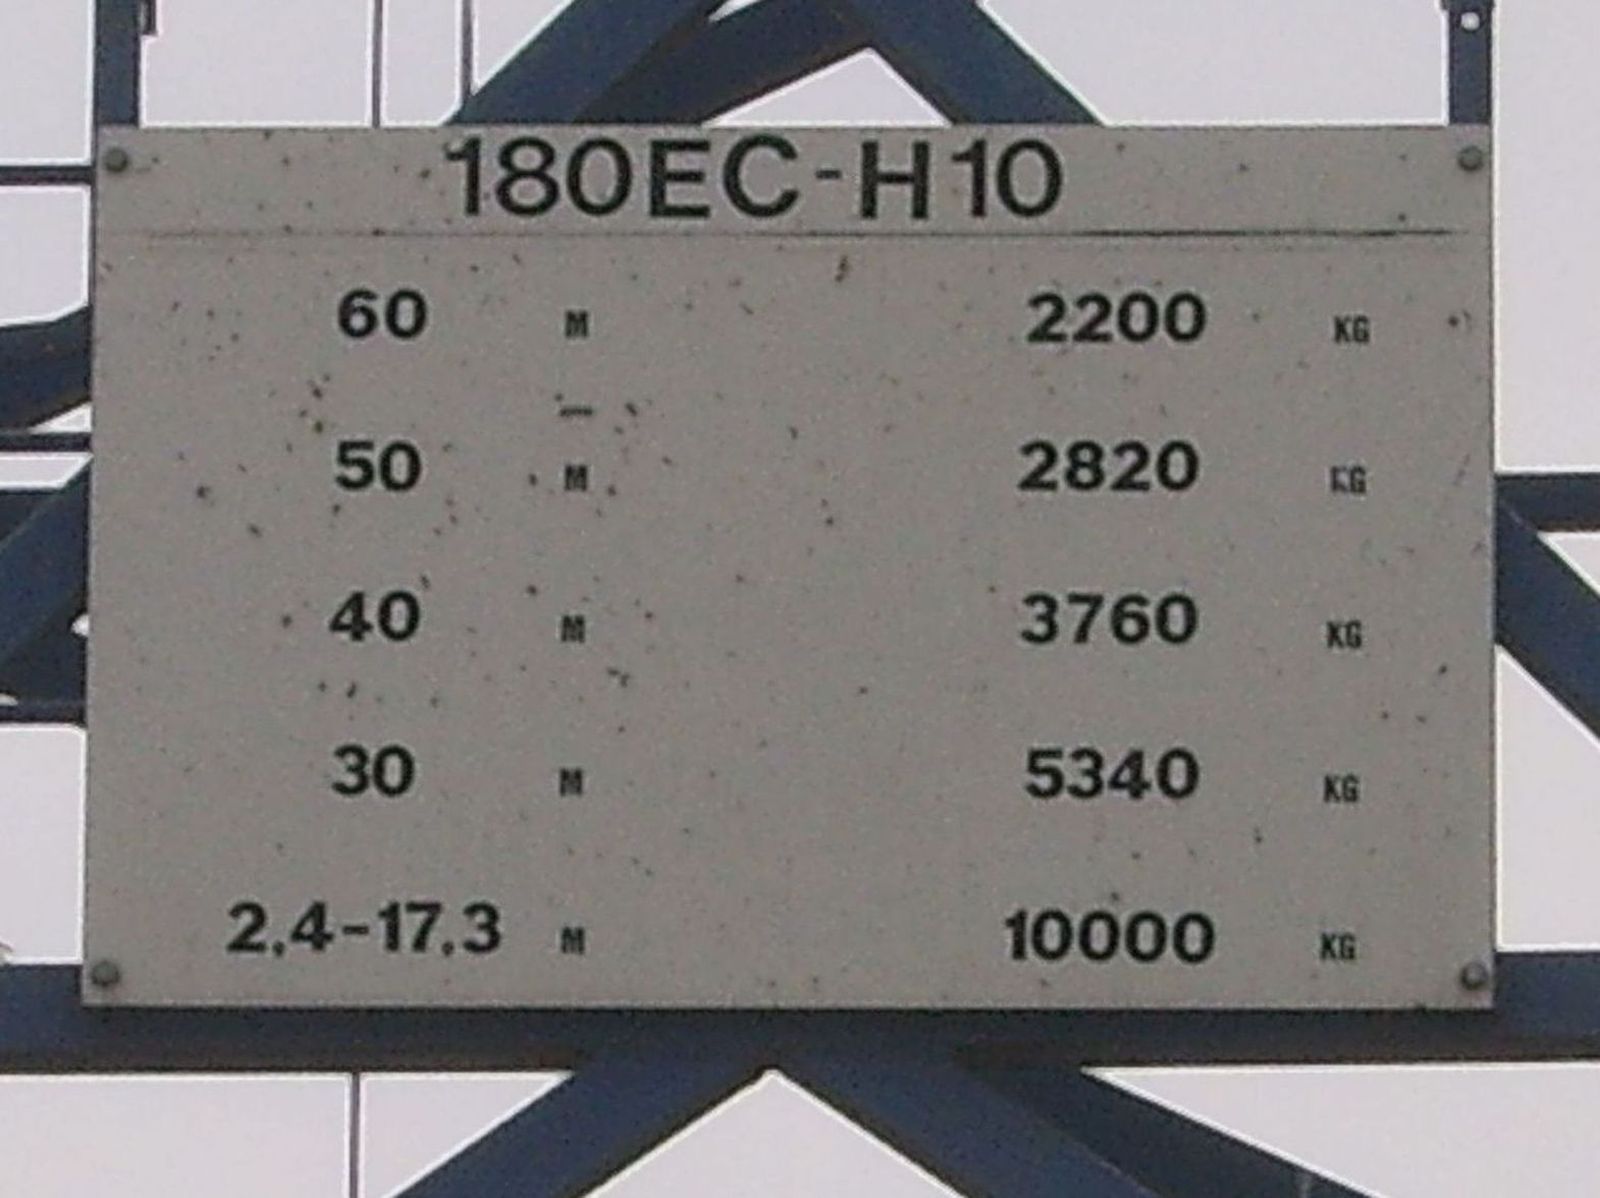 180EC-H10
60 M 2200 KG
50 M 2820 KG
40 M 3760 KG
30 M 5340 KG
2,4-17,3 M 10000 KG